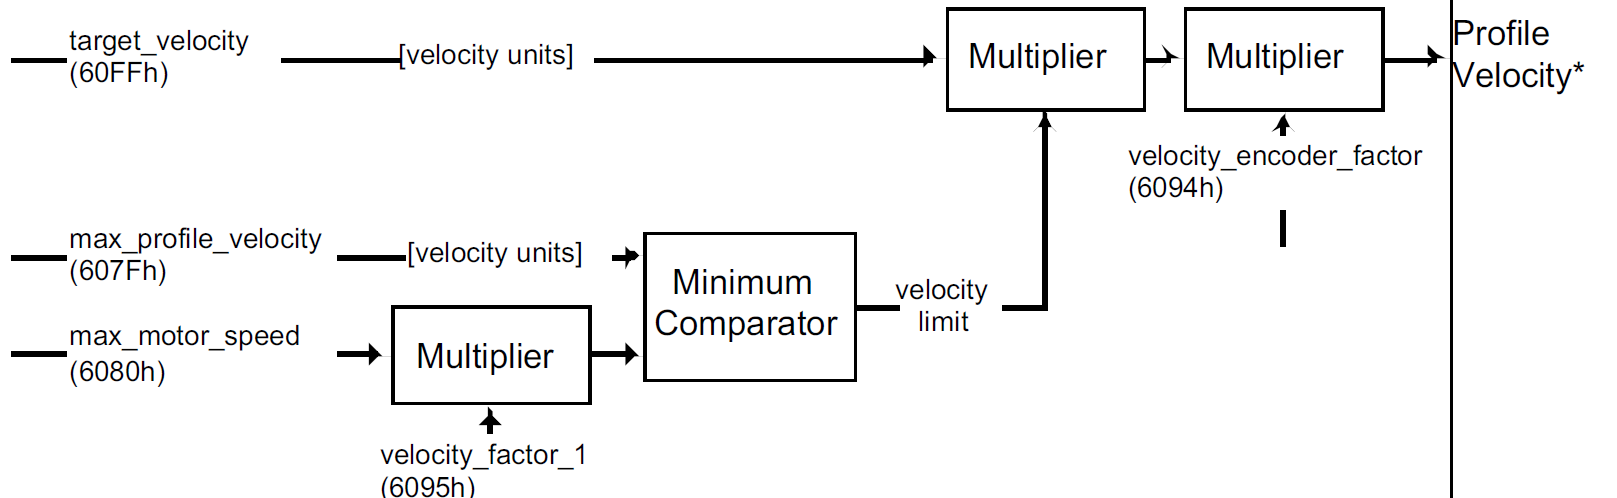 target_velocity
(60FFh)
[velocity units]
Multiplier
Multiplier
Profile
Velocity*
velocity_encoder_factor
(6094h)
max_profile_velocity
(607Fh)
[velocity units]
Minimum
Comparator
velocity
limit
max_motor_speed
(6080h)
Multiplier
velocity_factor_1
(6095h)